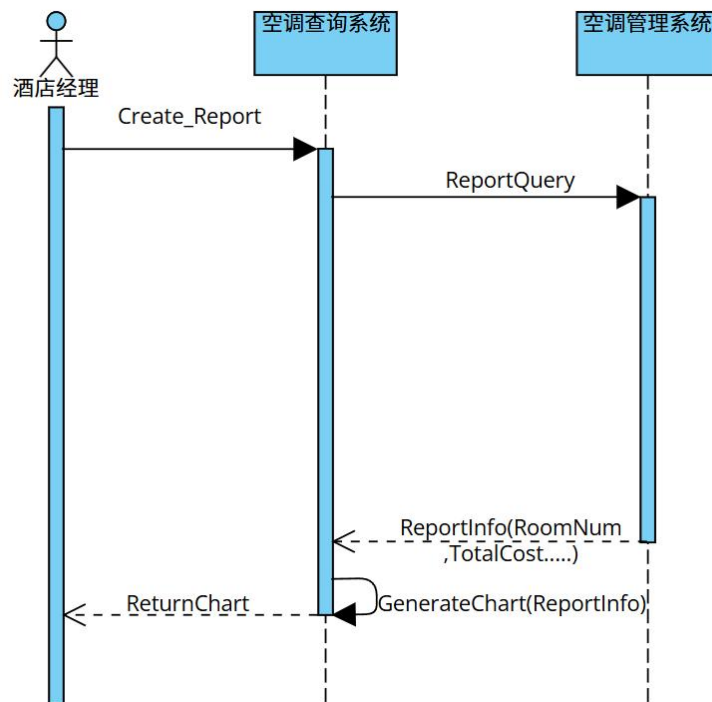 空调查询系统
空调管理系统
酒店经理
Create_Report
ReportQuery
ReportInfo(RoomNum
,TotalCost.....)
GenerateChart(ReportInfo)
ReturnChart